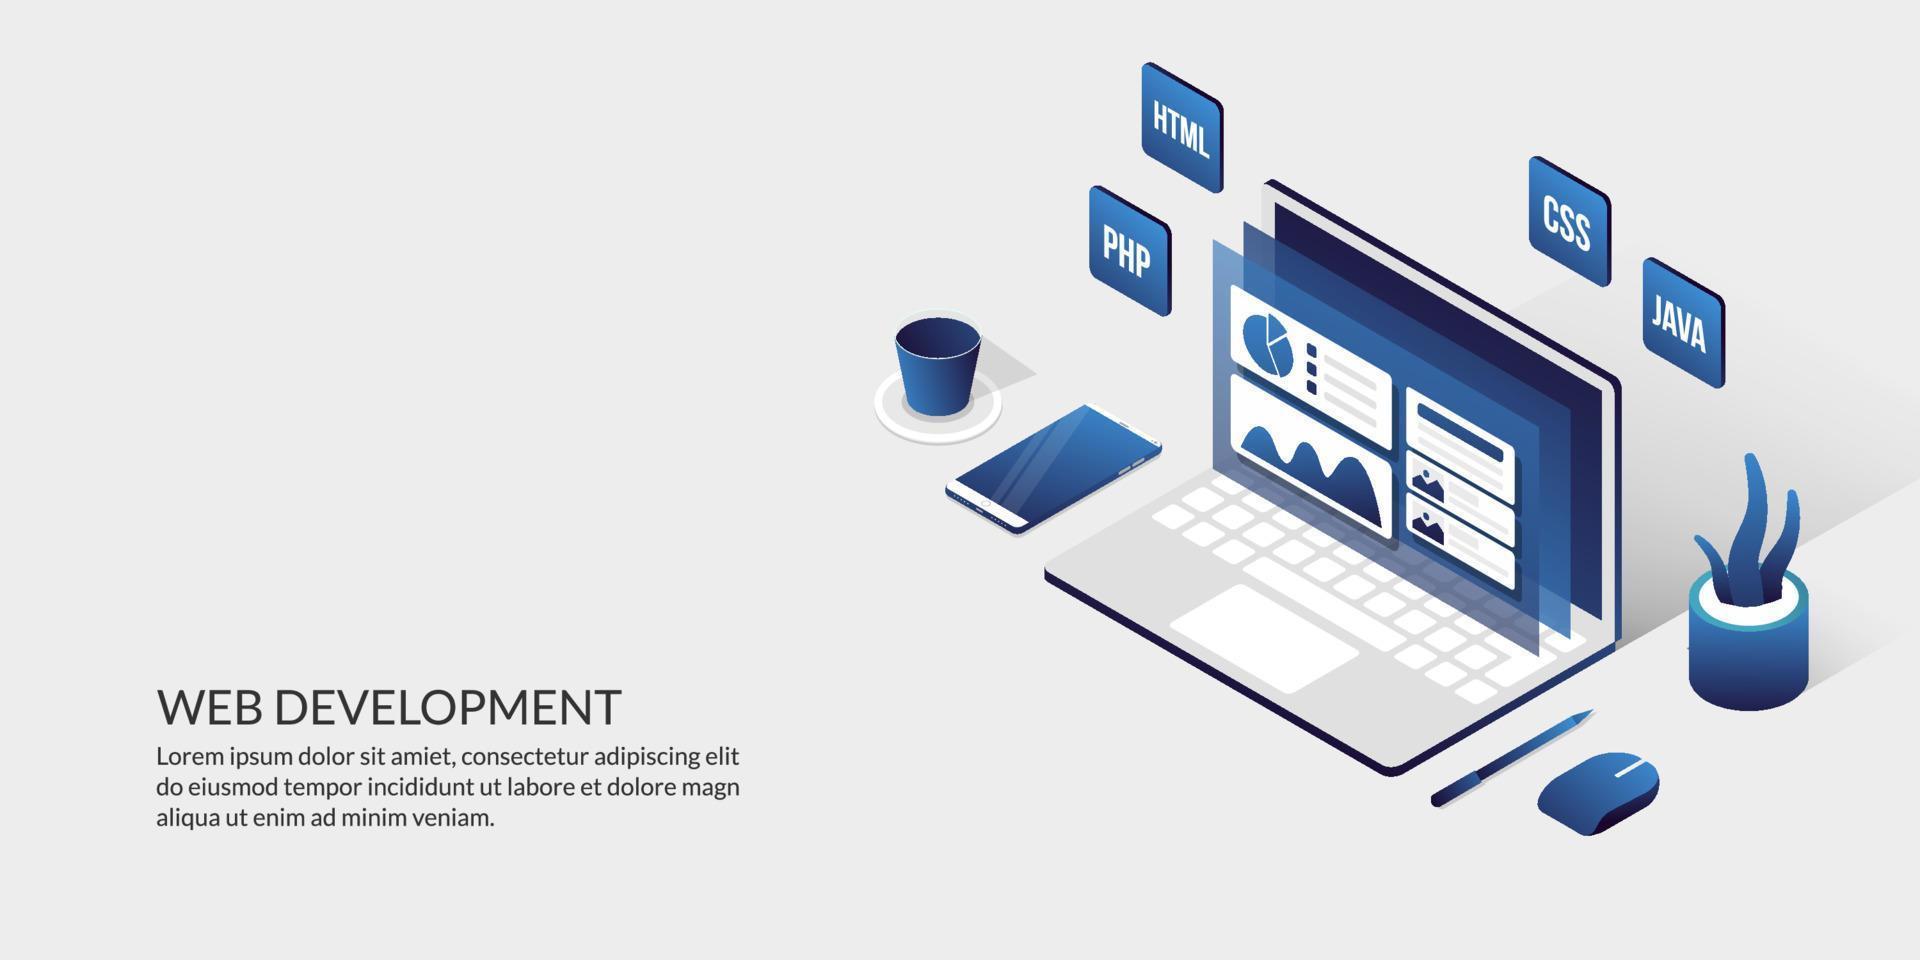 HTML
PHP
CSS
JAVA
WEB DEVELOPMENT
Lorem ipsum dolor sit amiet, consectetur adipiscing elit
do eiusmod tempor incididunt ut labore et dolore magn
aliqua ut enim ad minim veniam.